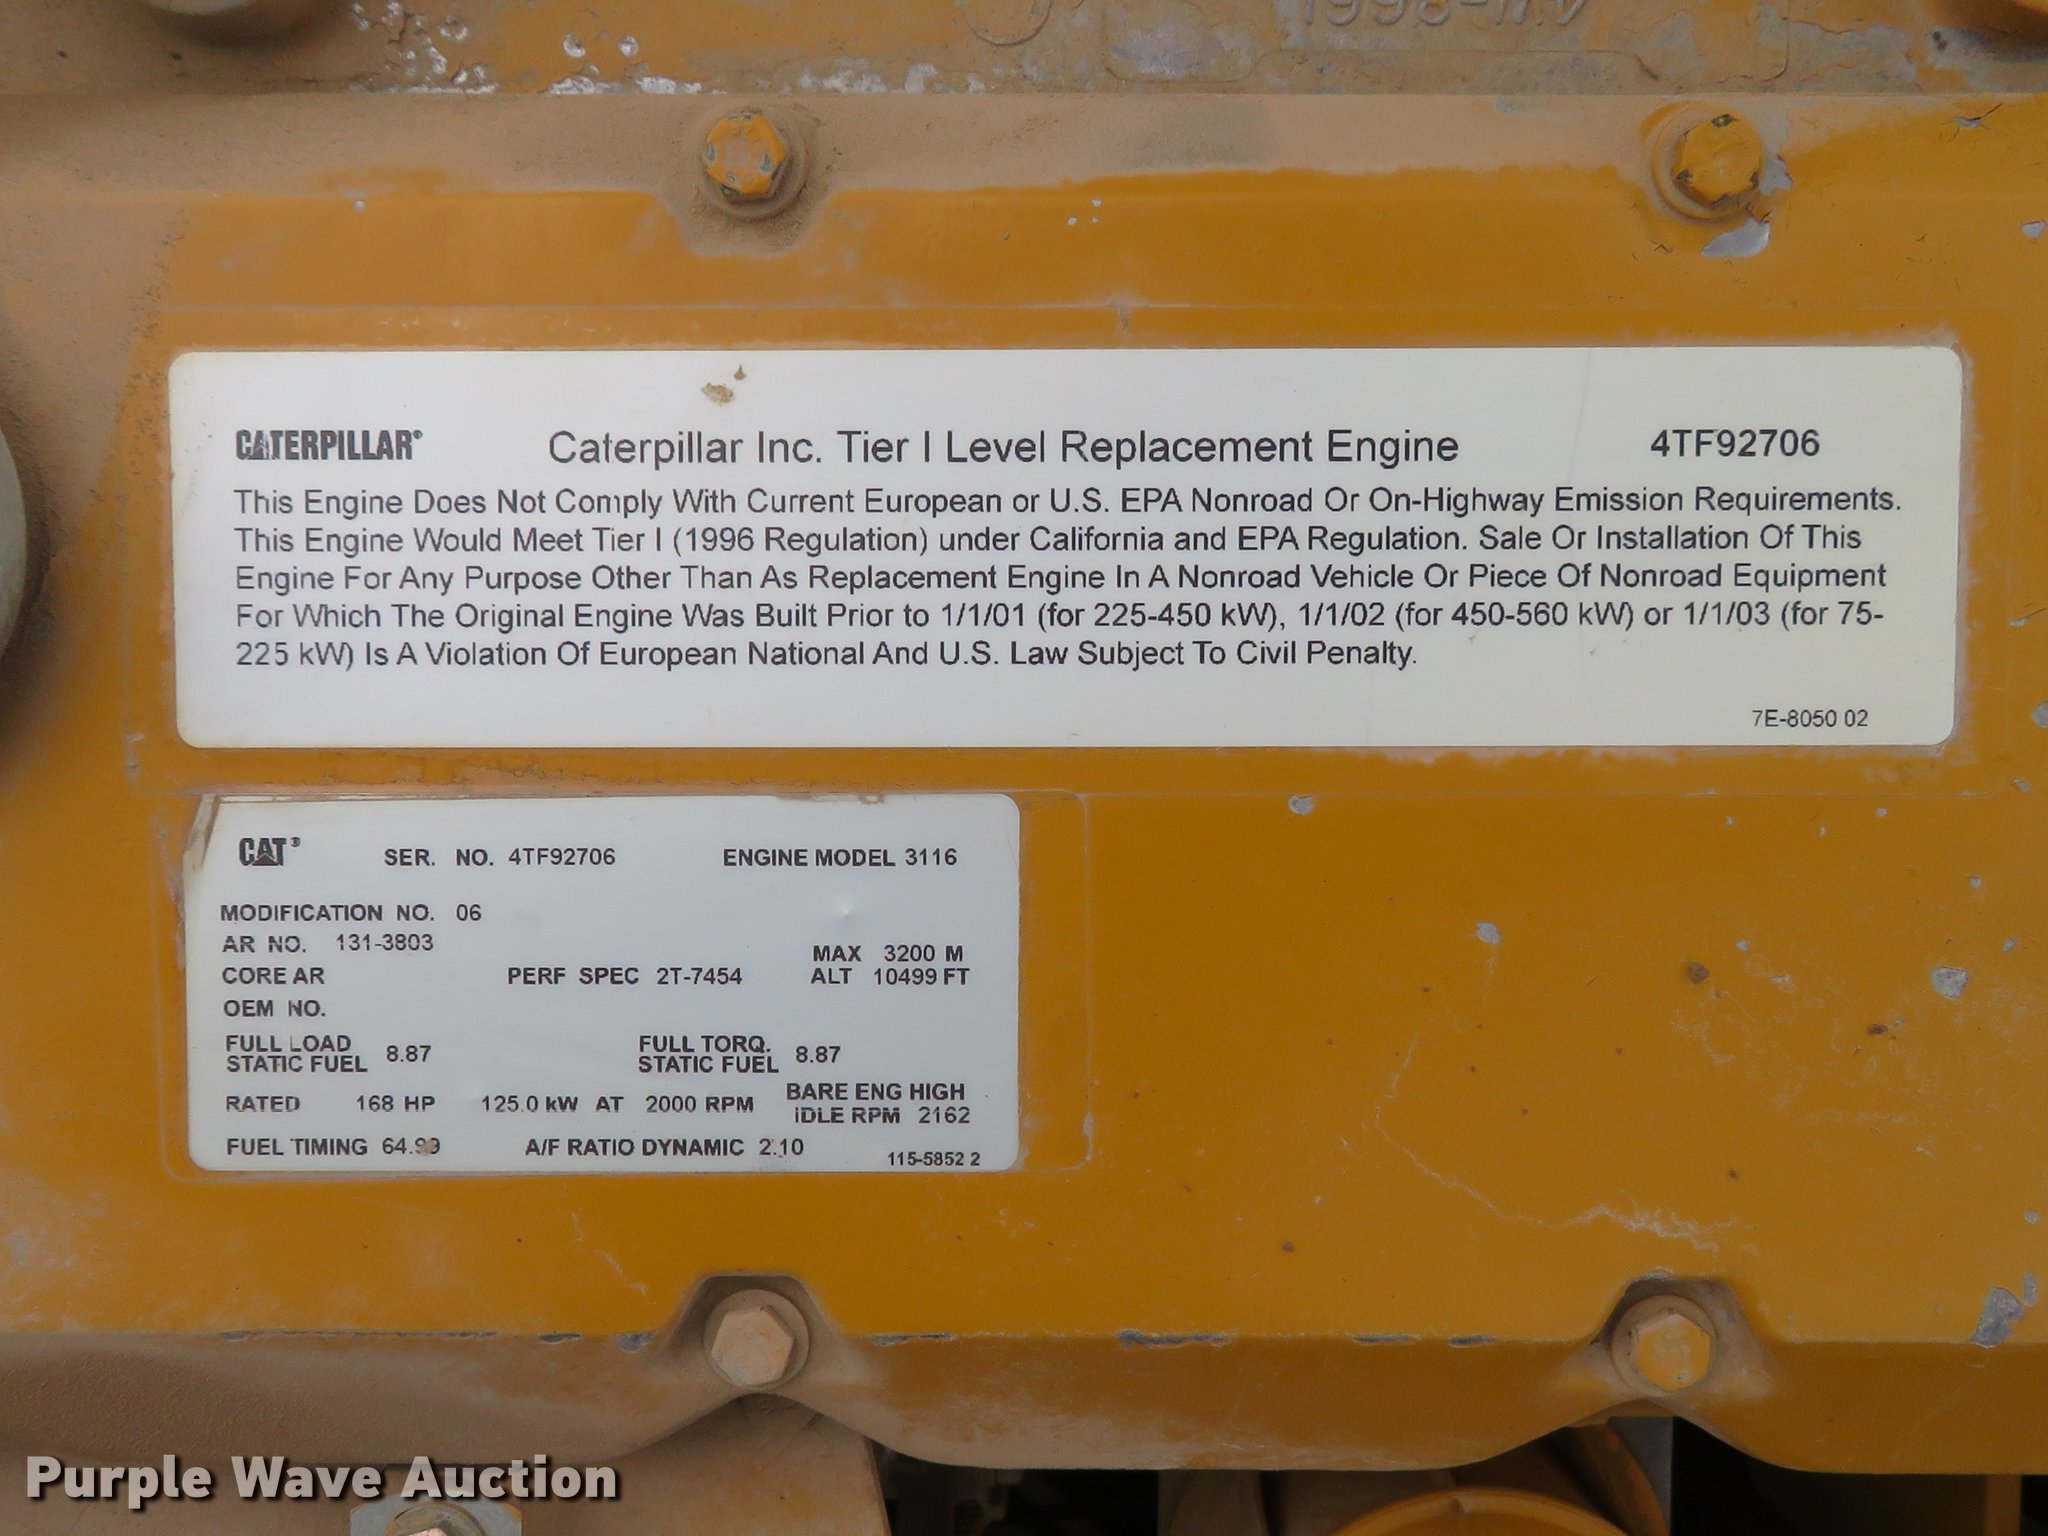 CATERPILLAR® Caterpillar Inc. Tier I Level Replacement Engine 4TF92706
This Engine Does Not Comply With Current European or U.S. EPA Nonroad Or On-Highway Emission Requirements.
This Engine Would Meet Tier I (1996 Regulation) under California and EPA Regulation. Sale Or Installation Of This
Engine For Any Purpose Other Than As Replacement Engine In A Nonroad Vehicle Or Piece Of Nonroad Equipment
For Which The Original Engine Was Built Prior to 1/1/01 (for 225-450 kW), 1/1/02 (for 450-560 kW) or 1/1/03 (for 75-
225 kW) Is A Violation Of European National And U.S. Law Subject To Civil Penalty.
7E-8050 02
CAT® SER. NO. 4TF92706 ENGINE MODEL 3116
MODIFICATION NO. 06
AR NO. 131-3803
MAX 3200 M
CORE AR PERF SPEC 2T-7454 ALT 10499 FT
OEM NO.
FULL LOAD STATIC FUEL 8.87 FULL TORQ. STATIC FUEL 8.87
RATED 168 HP 125.0 kW AT 2000 RPM BARE ENG HIGH IDLE RPM 2162
FUEL TIMING 64.99 A/F RATIO DYNAMIC 2.10 115-5852 2
Purple Wave Auction